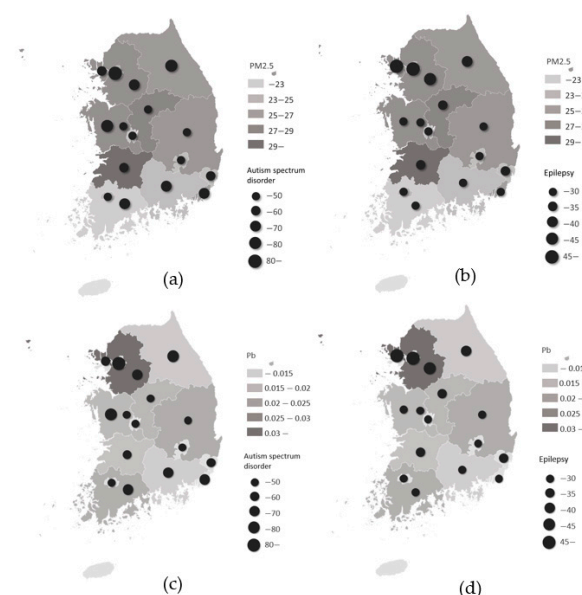 PM2.5
−23
23−25
25−27
27−29
29−
Autism spectrum
disorder
−50
−60
−70
−80
80−
(a)
PM2.5
−23
23−
25−
27−
29−
Epilepsy
−30
−35
−40
−45
45−
(b)
Pb
− 0.015
0.015 − 0.02
0.02 − 0.025
0.025 − 0.03
0.03 −
Autism spectrum
disorder
−50
−60
−70
−80
80−
(c)
Pb
− 0.01
0.015
0.02 −
0.025
0.03 −
Epilepsy
−30
−35
−40
−45
45−
(d)